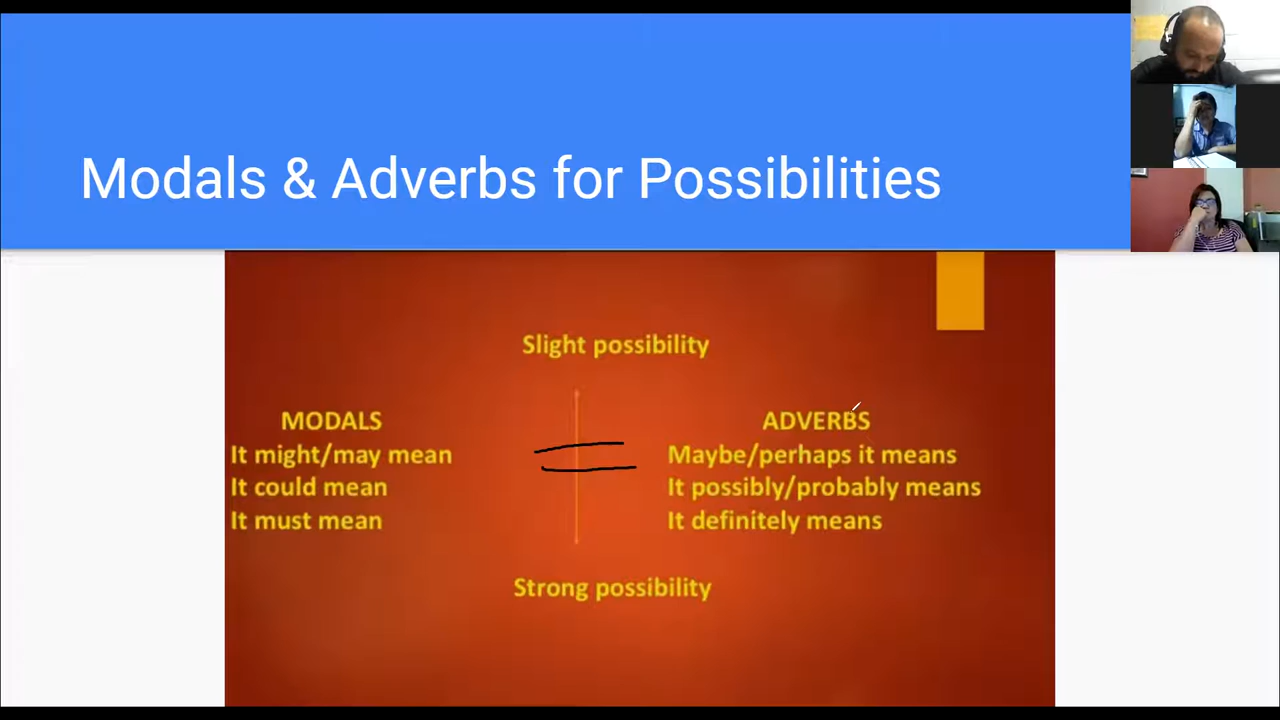 Modals & Adverbs for Possibilities
Slight possibility
MODALS
It might/may mean
It could mean
It must mean
ADVERBS
Maybe/perhaps it means
It possibly/probably means
It definitely means
Strong possibility